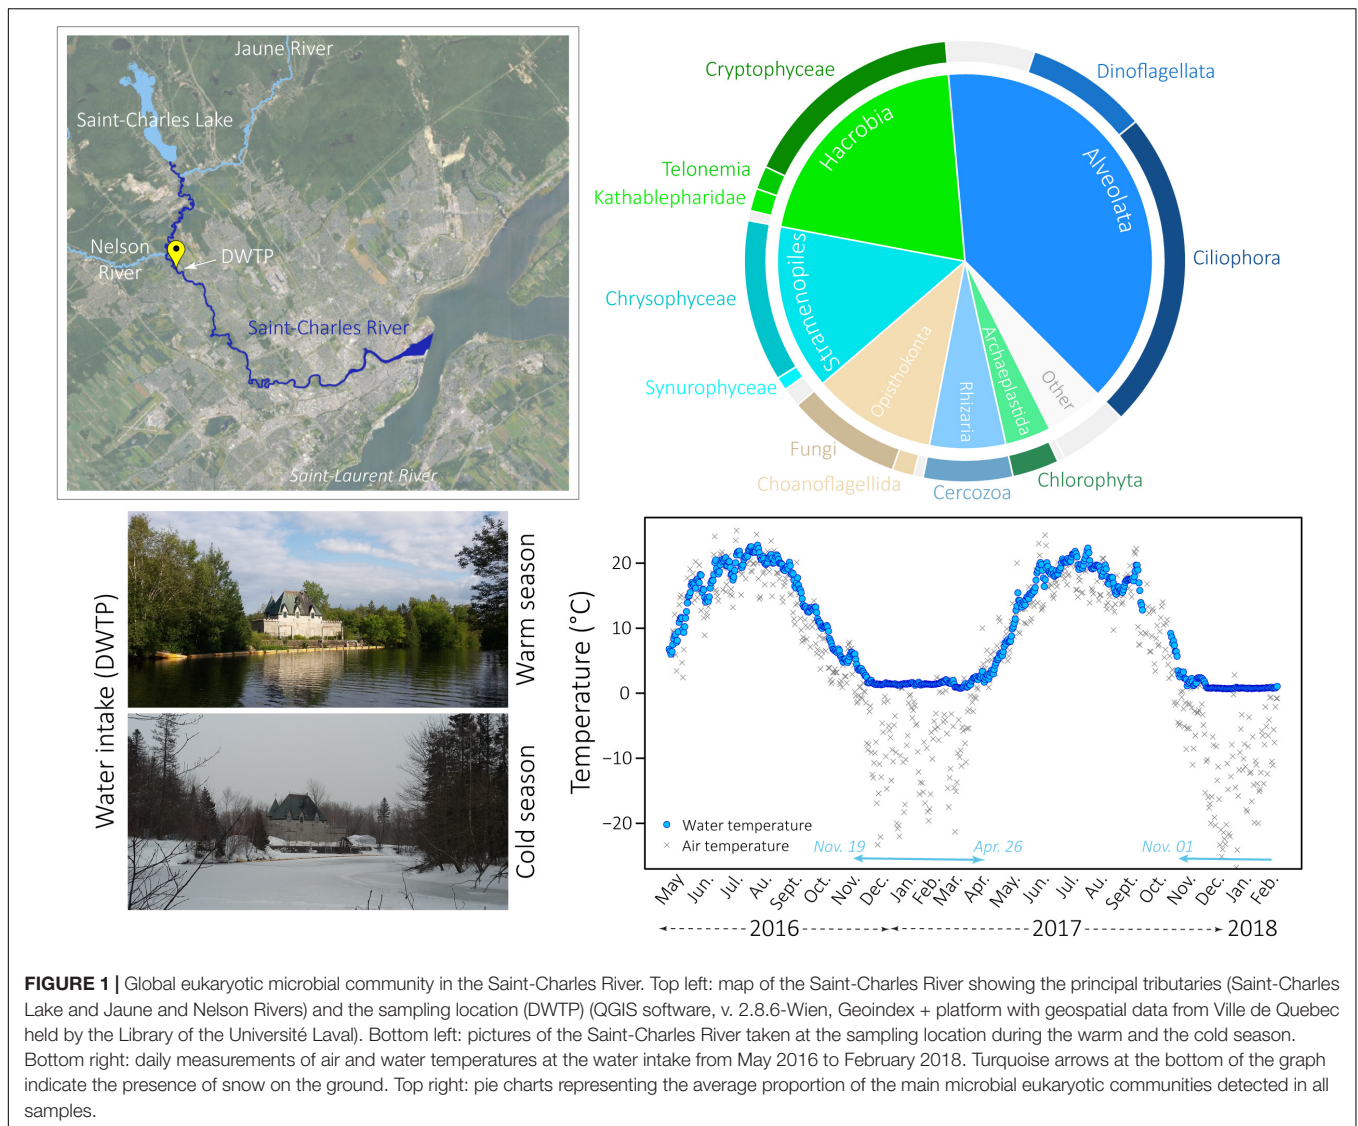 Jaune River
Saint-Charles Lake
Nelson
River
DWTP
Saint-Charles River
Saint-Laurent River
Cryptophyceae
Dinoflagellata
Hacrobia
Alveolata
Telonemia
Kathablepharidae
Ciliophora
Chrysophyceae
Stramenopiles
Synurophyceae
Opisthokonta
Rhizaria
Archaeplastida
Other
Fungi
Choanoflagellida
Cercozoa
Chlorophyta
Water intake (DWTP)
Warm season
Cold season
Temperature (°C)
20
10
0
−10
−20
Water temperature
Air temperature
Nov. 19
Apr. 26
Nov. 01
May Jun. Jul. Au. Sept. Oct. Nov. Dec. Jan. Feb. Mar. Apr. May. Jun. Jul. Au. Sept. Oct. Nov. Dec. Jan. Feb.
2016 2017 2018
FIGURE 1 | Global eukaryotic microbial community in the Saint-Charles River. Top left: map of the Saint-Charles River showing the principal tributaries (Saint-Charles
Lake and Jaune and Nelson Rivers) and the sampling location (DWTP) (QGIS software, v. 2.8.6-Wien, Geoindex + platform with geospatial data from Ville de Quebec
held by the Library of the Université Laval). Bottom left: pictures of the Saint-Charles River taken at the sampling location during the warm and the cold season.
Bottom right: daily measurements of air and water temperatures at the water intake from May 2016 to February 2018. Turquoise arrows at the bottom of the graph
indicate the presence of snow on the ground. Top right: pie charts representing the average proportion of the main microbial eukaryotic communities detected in all
samples.